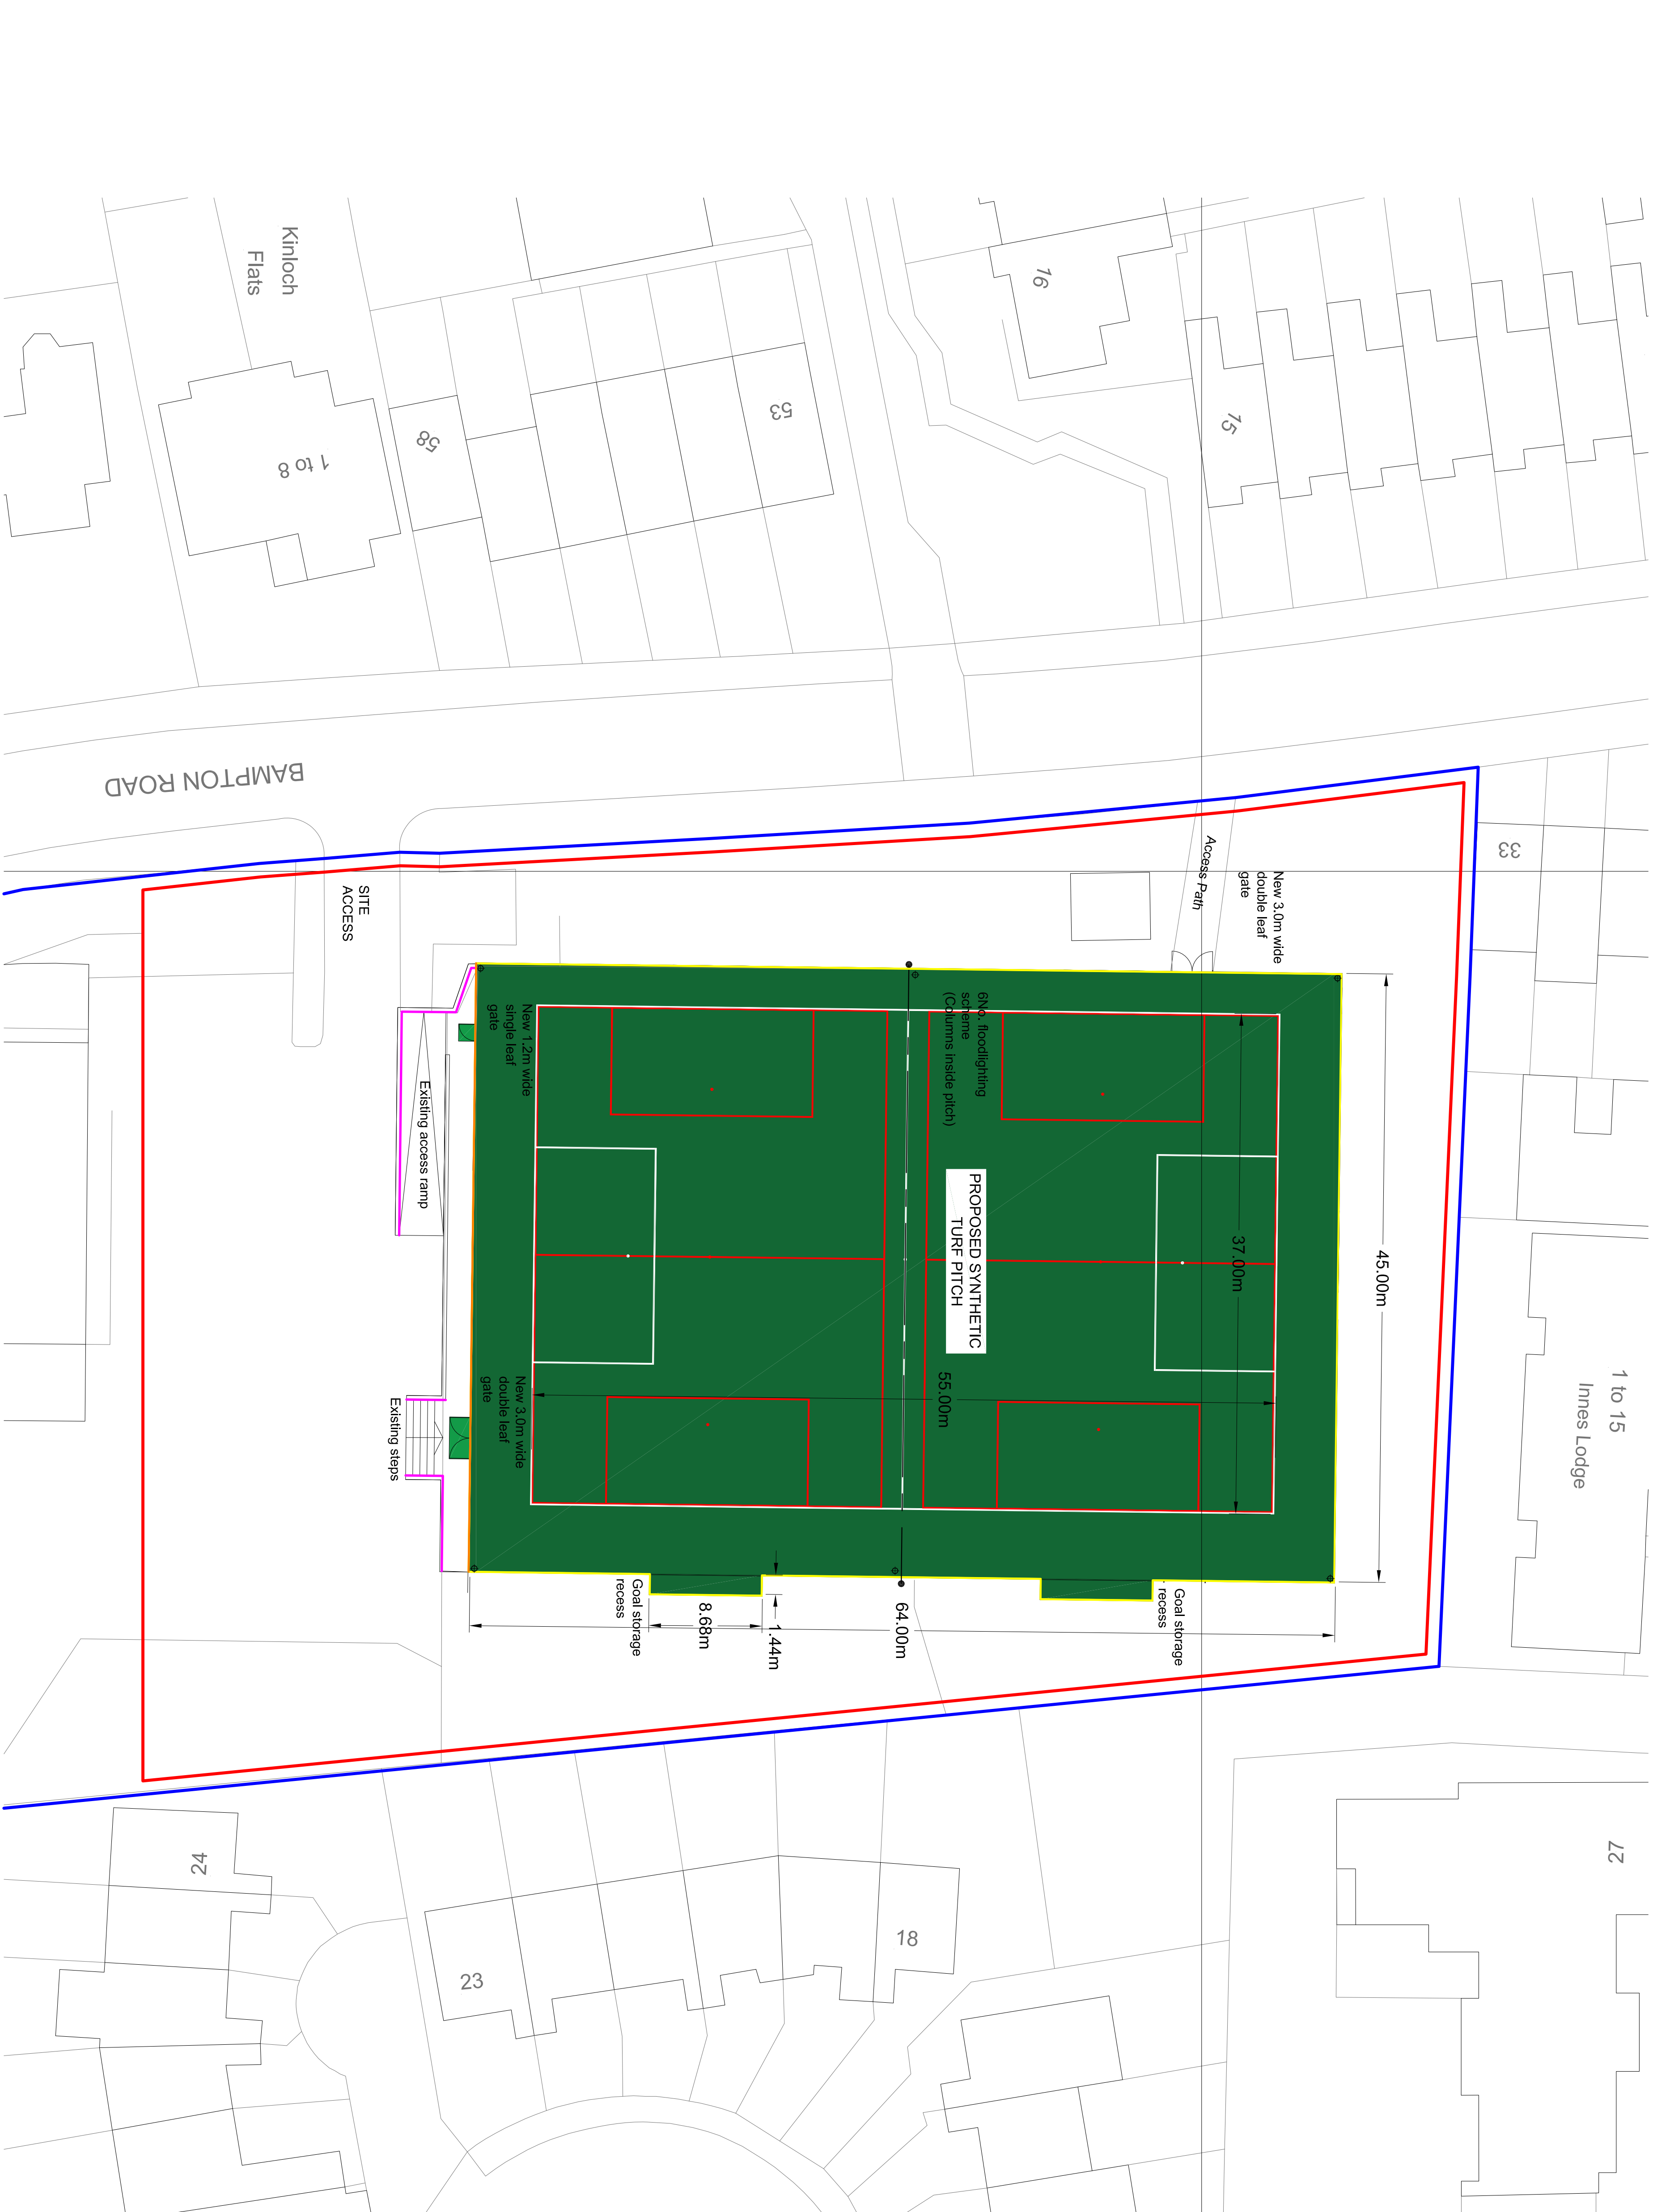 Kinloch
Flats
1 to 8
58
53
16
15
BAMPTON ROAD
33
SITE
ACCESS
Access Path
New 3.0m wide
double leaf
gate
6No. floodlighting
scheme
(Columns inside pitch)
New 1.2m wide
single leaf
gate
Existing access ramp
PROPOSED SYNTHETIC
TURF PITCH
37.00m
45.00m
55.00m
New 3.0m wide
double leaf
gate
Existing steps
1 to 15
Innes Lodge
Goal storage
recess
8.68m
1.44m
64.00m
Goal storage
recess
24
23
18
27